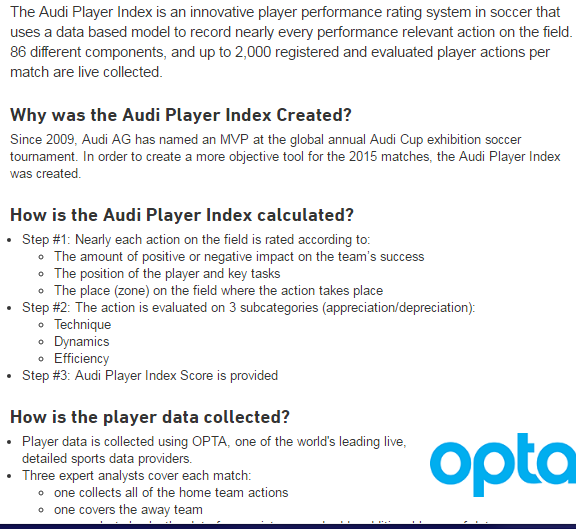 The Audi Player Index is an innovative player performance rating system in soccer that
uses a data based model to record nearly every performance relevant action on the field.
86 different components, and up to 2,000 registered and evaluated player actions per
match are live collected.
Why was the Audi Player Index Created?
Since 2009, Audi AG has named an MVP at the global annual Audi Cup exhibition soccer
tournament. In order to create a more objective tool for the 2015 matches, the Audi Player Index
was created.
How is the Audi Player Index calculated?
Step #1: Nearly each action on the field is rated according to:
The amount of positive or negative impact on the team's success
The position of the player and key tasks
The place (zone) on the field where the action takes place
Step #2: The action is evaluated on 3 subcategories (appreciation/depreciation):
Technique
Dynamics
Efficiency
Step #3: Audi Player Index Score is provided
How is the player data collected?
Player data is collected using OPTA, one of the world's leading live,
detailed sports data providers.
Three expert analysts cover each match:
one collects all of the home team actions
one covers the away team
opta